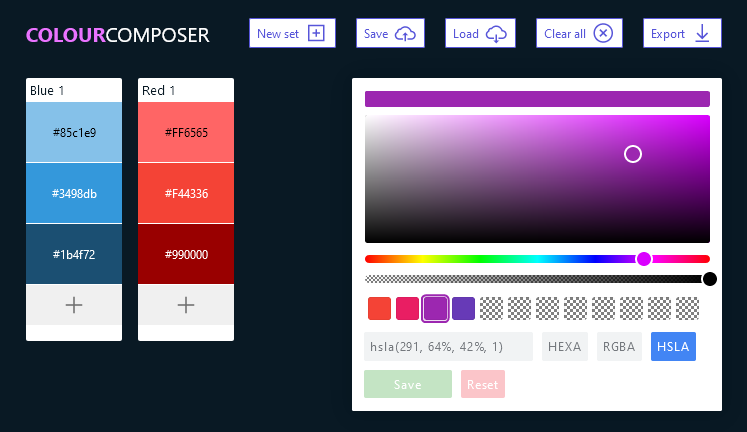 COLOURCOMPOSER
New set
Save
Load
Clear all
Export
Blue 1
#85c1e9
#3498db
#1b4f72
Red 1
#FF6565
#F44336
#990000
hsla(291, 64%, 42%, 1)
HEXA
RGBA
HSLA
Save
Reset